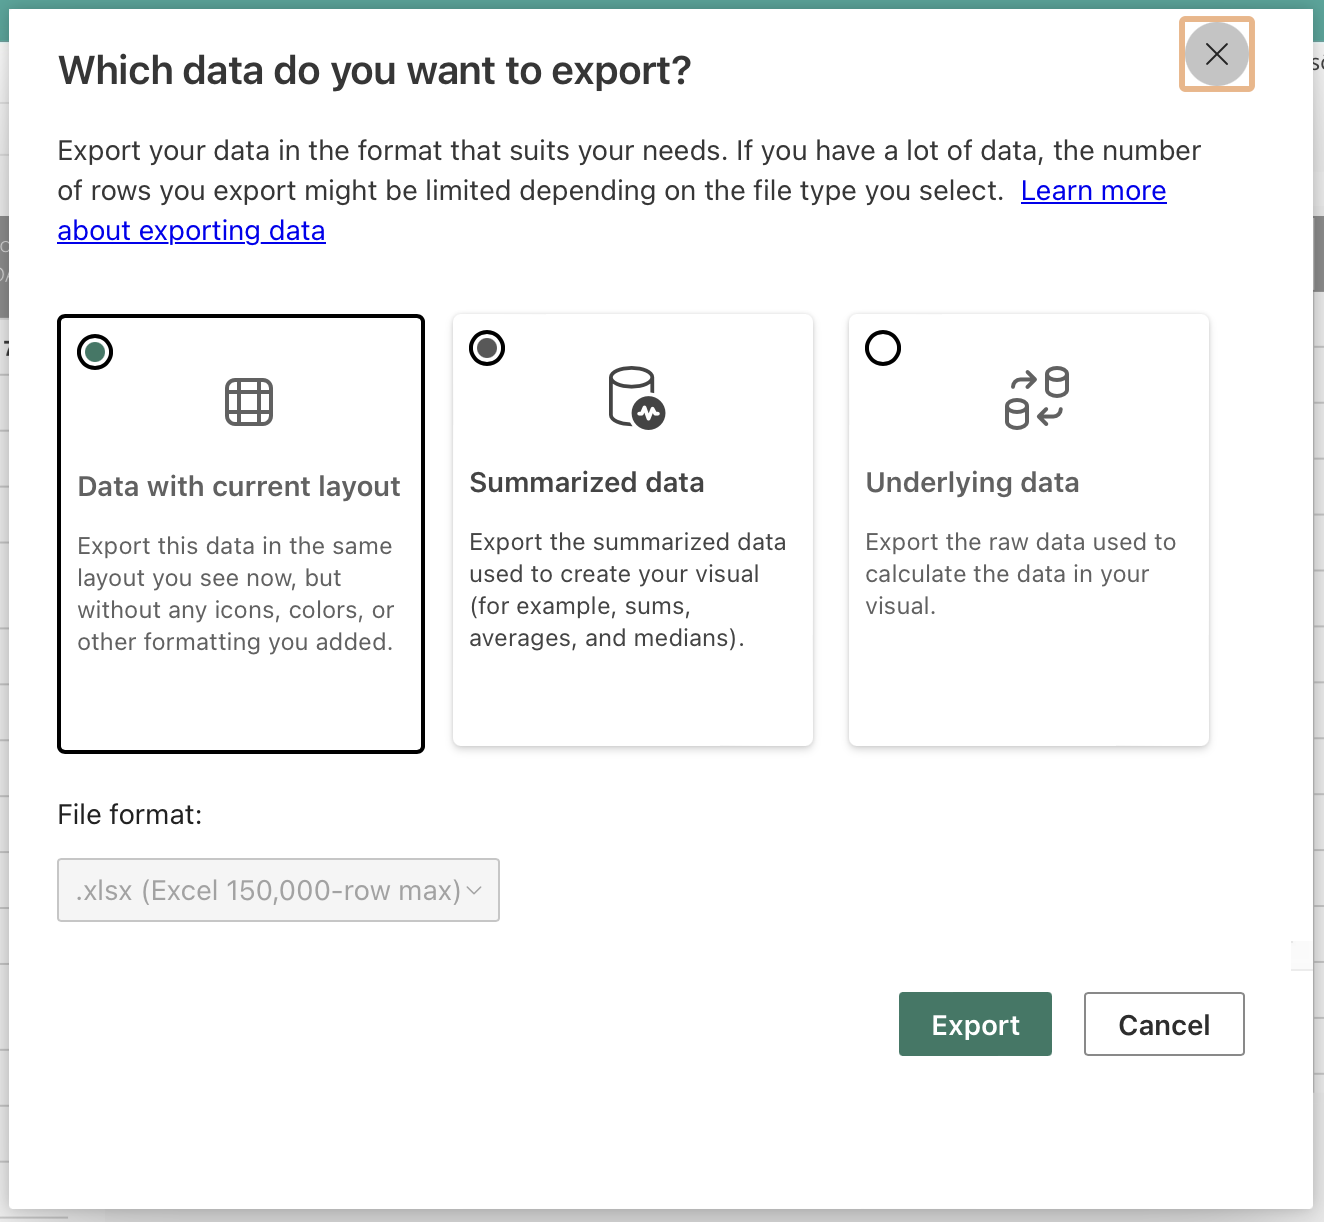 Which data do you want to export?
Export your data in the format that suits your needs. If you have a lot of data, the number
of rows you export might be limited depending on the file type you select. Learn more
about exporting data
Data with current layout
Export this data in the same
layout you see now, but
without any icons, colors, or
other formatting you added.
Summarized data
Export the summarized data
used to create your visual
(for example, sums,
averages, and medians).
Underlying data
Export the raw data used to
calculate the data in your
visual.
File format:
.xlsx (Excel 150,000-row max)
Export
Cancel